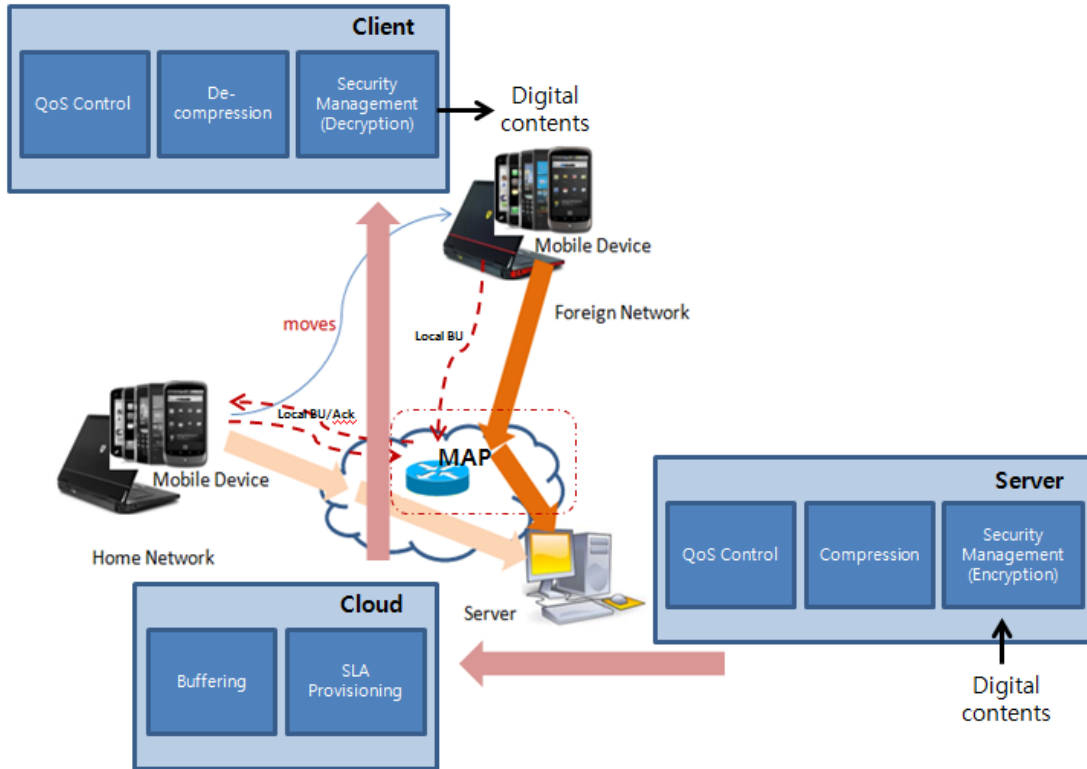 Client
QoS Control
De-
compression
Security
Management
(Decryption)
Digital
contents
Mobile Device
Foreign Network
moves
Local BU
Local BU/Ack
MAP
Mobile Device
Home Network
Server
Server
QoS Control
Compression
Security
Management
(Encryption)
Digital
contents
Cloud
Buffering
SLA
Provisioning